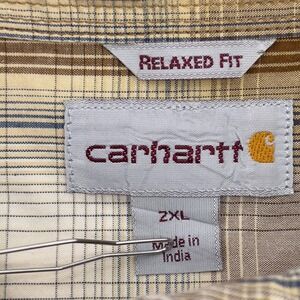 RELAXED FIT
carhartt
2XL
Made in
India